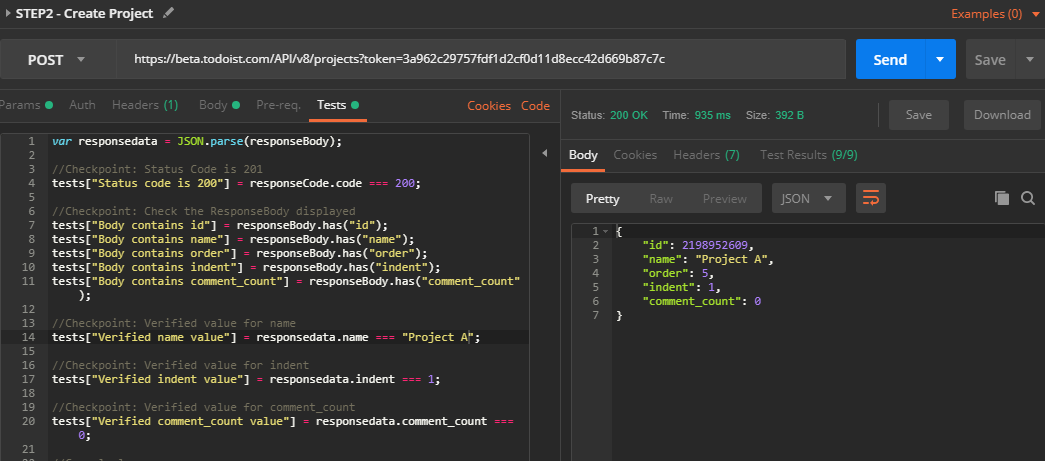 STEP2 - Create Project
Examples (0)
POST
https://beta.todoist.com/API/v8/projects?token=3a962c29757fdf1d2cf0d11d8ecc42d669b87c7c
Send
Save
Params
Auth
Headers (1)
Body
Pre-req.
Tests
Cookies
Code
1 var responsedata = JSON.parse(responseBody);
2
3 //Checkpoint: Status Code is 201
4 tests["Status code is 200"] = responseCode.code === 200;
5
6 //Checkpoint: Check the ResponseBody displayed
7 tests["Body contains id"] = responseBody.has("id");
8 tests["Body contains name"] = responseBody.has("name");
9 tests["Body contains order"] = responseBody.has("order");
10 tests["Body contains indent"] = responseBody.has("indent");
11 tests["Body contains comment_count"] = responseBody.has("comment_count"
);
12
13 //Checkpoint: Verified value for name
14 tests["Verified name value"] = responsedata.name === "Project A";
15
16 //Checkpoint: Verified value for indent
17 tests["Verified indent value"] = responsedata.indent === 1;
18
19 //Checkpoint: Verified value for comment_count
20 tests["Verified comment_count value"] = responsedata.comment_count ===
0;
21
Status: 200 OK Time: 935 ms Size: 392 B
Save
Download
Body
Cookies
Headers (7)
Test Results (9/9)
Pretty
Raw
Preview
JSON
1 {
2 "id": 2198952609,
3 "name": "Project A",
4 "order": 5,
5 "indent": 1,
6 "comment_count": 0
7 }